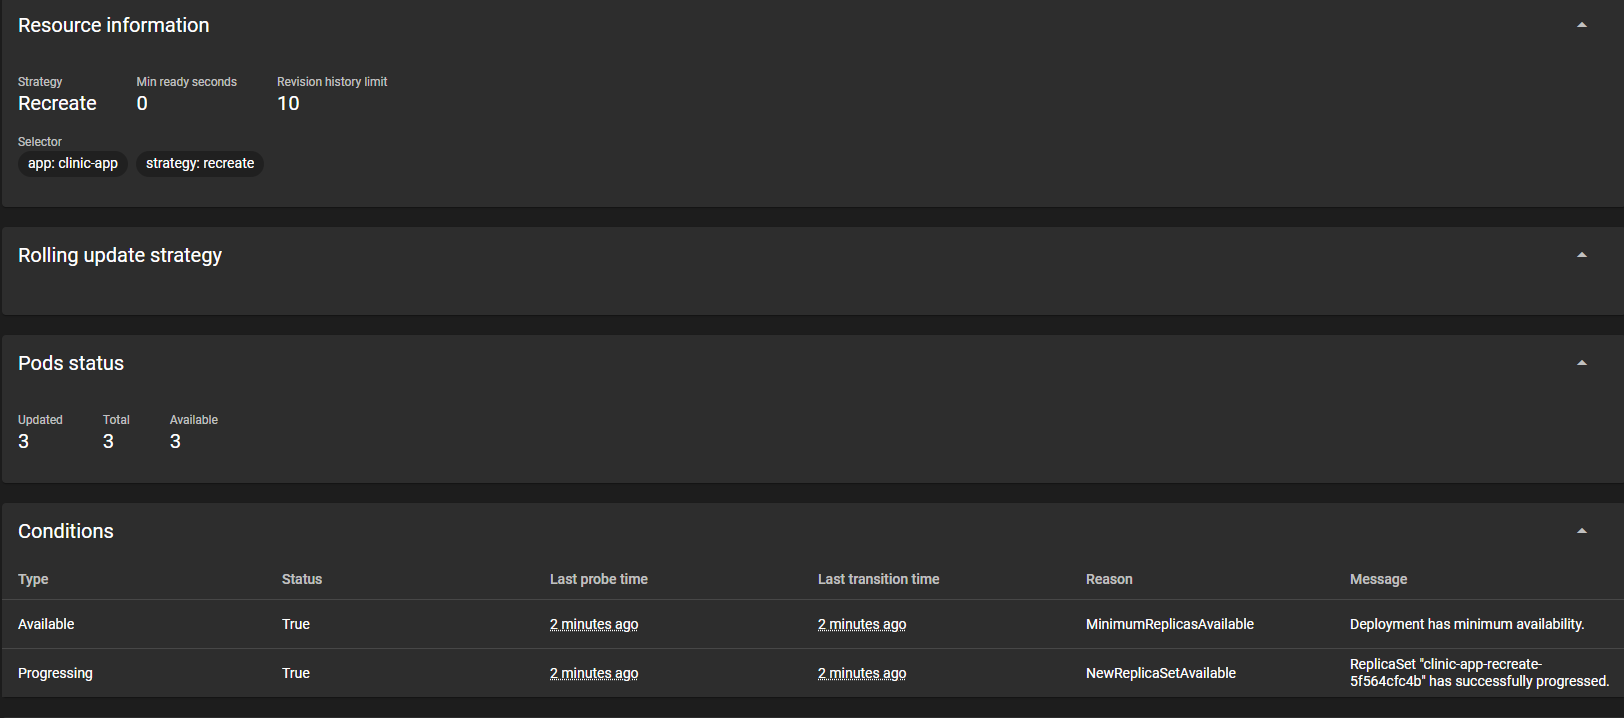 Resource information
Strategy Min ready seconds Revision history limit
Recreate 0 10
Selector
app: clinic-app strategy: recreate
Rolling update strategy
Pods status
Updated Total Available
3 3 3
Conditions
Type Status Last probe time Last transition time Reason Message
Available True 2 minutes ago 2 minutes ago MinimumReplicasAvailable Deployment has minimum availability.
Progressing True 2 minutes ago 2 minutes ago NewReplicaSetAvailable ReplicaSet "clinic-app-recreate-
5f564cfc4b" has successfully progressed.